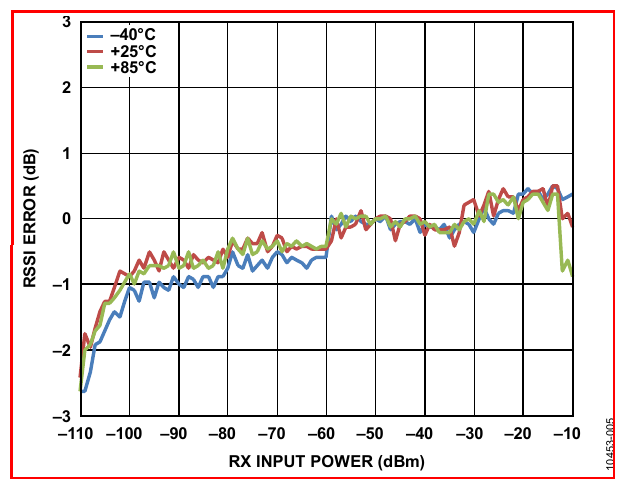 3
2
1
0
–1
–2
–3
RSSI ERROR (dB)
–40°C
+25°C
+85°C
–110 –100 –90 –80 –70 –60 –50 –40 –30 –20 –10
RX INPUT POWER (dBm)
10453-005